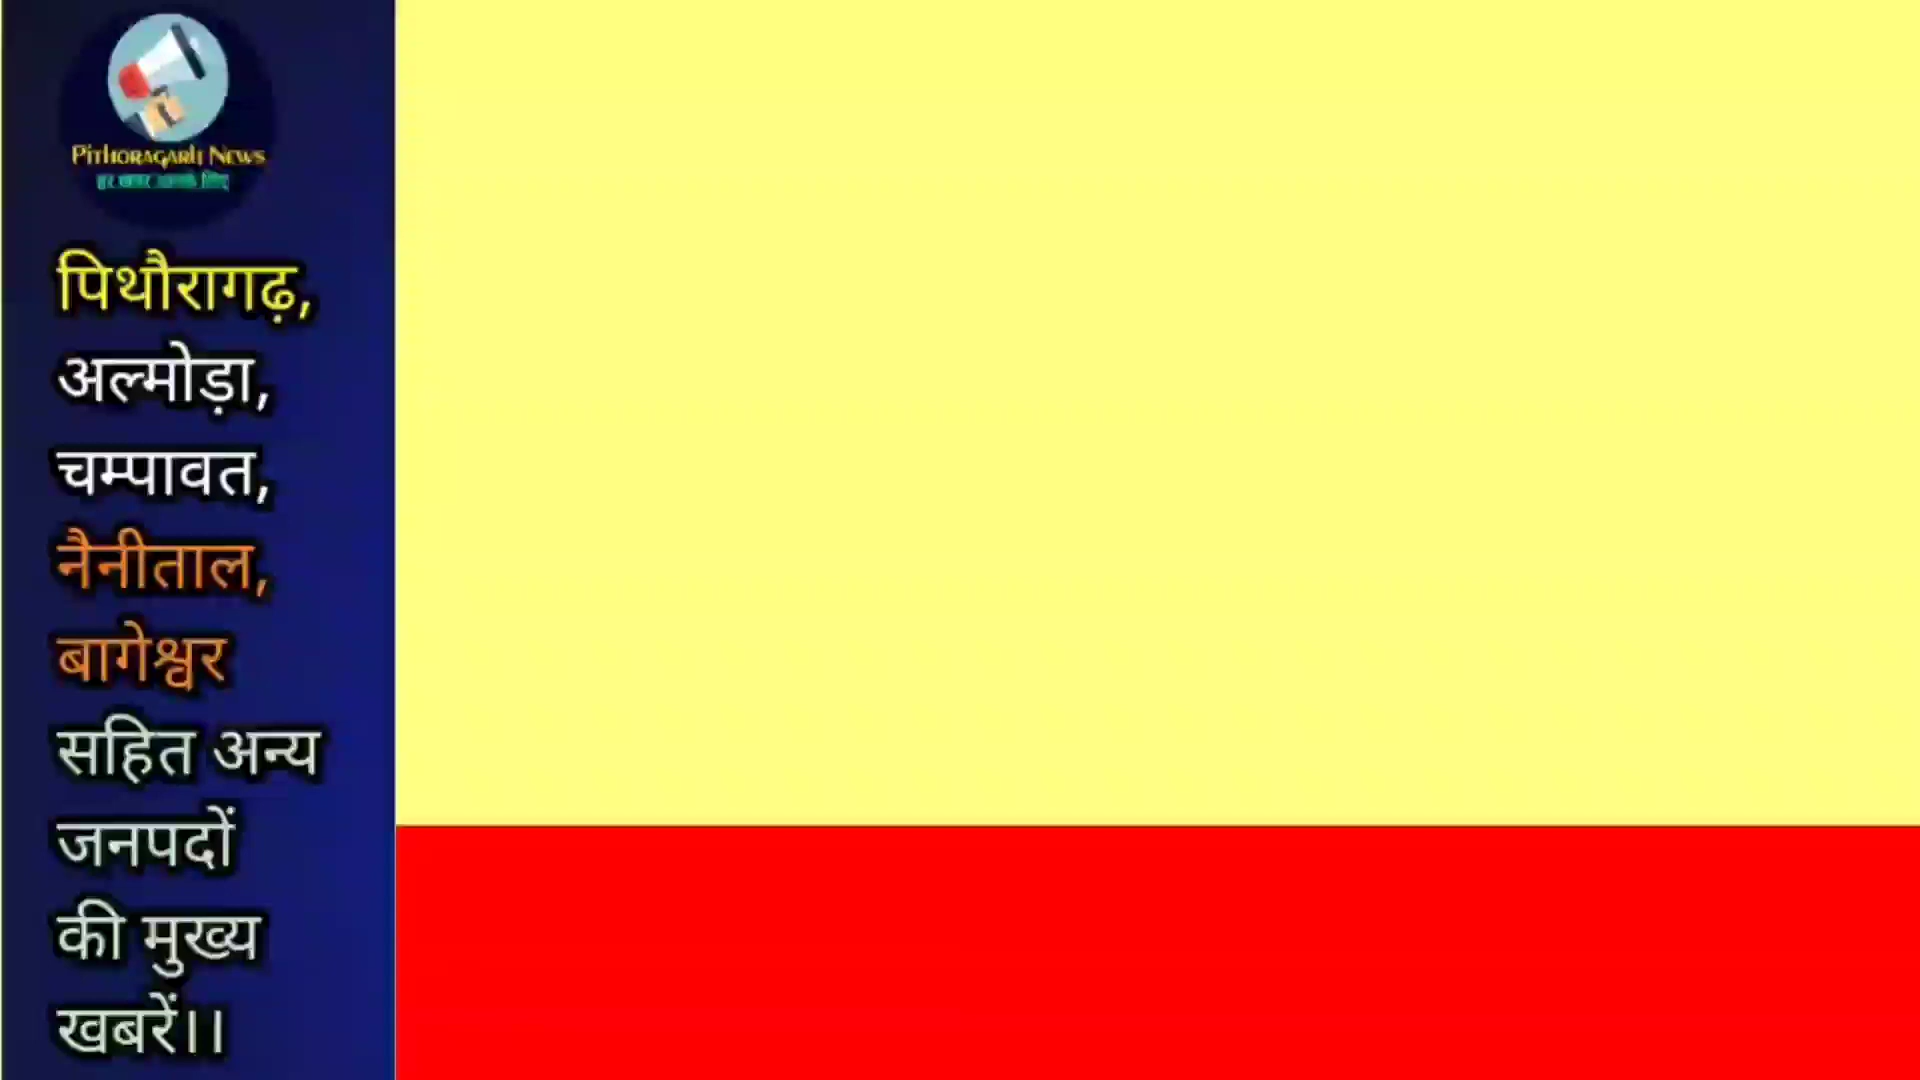 Pithoragarh News
पिथौरागढ़,
अल्मोड़ा,
चम्पावत,
नैनीताल,
बागेश्वर
सहित अन्य
जनपदों
की मुख्य
खबरें।।